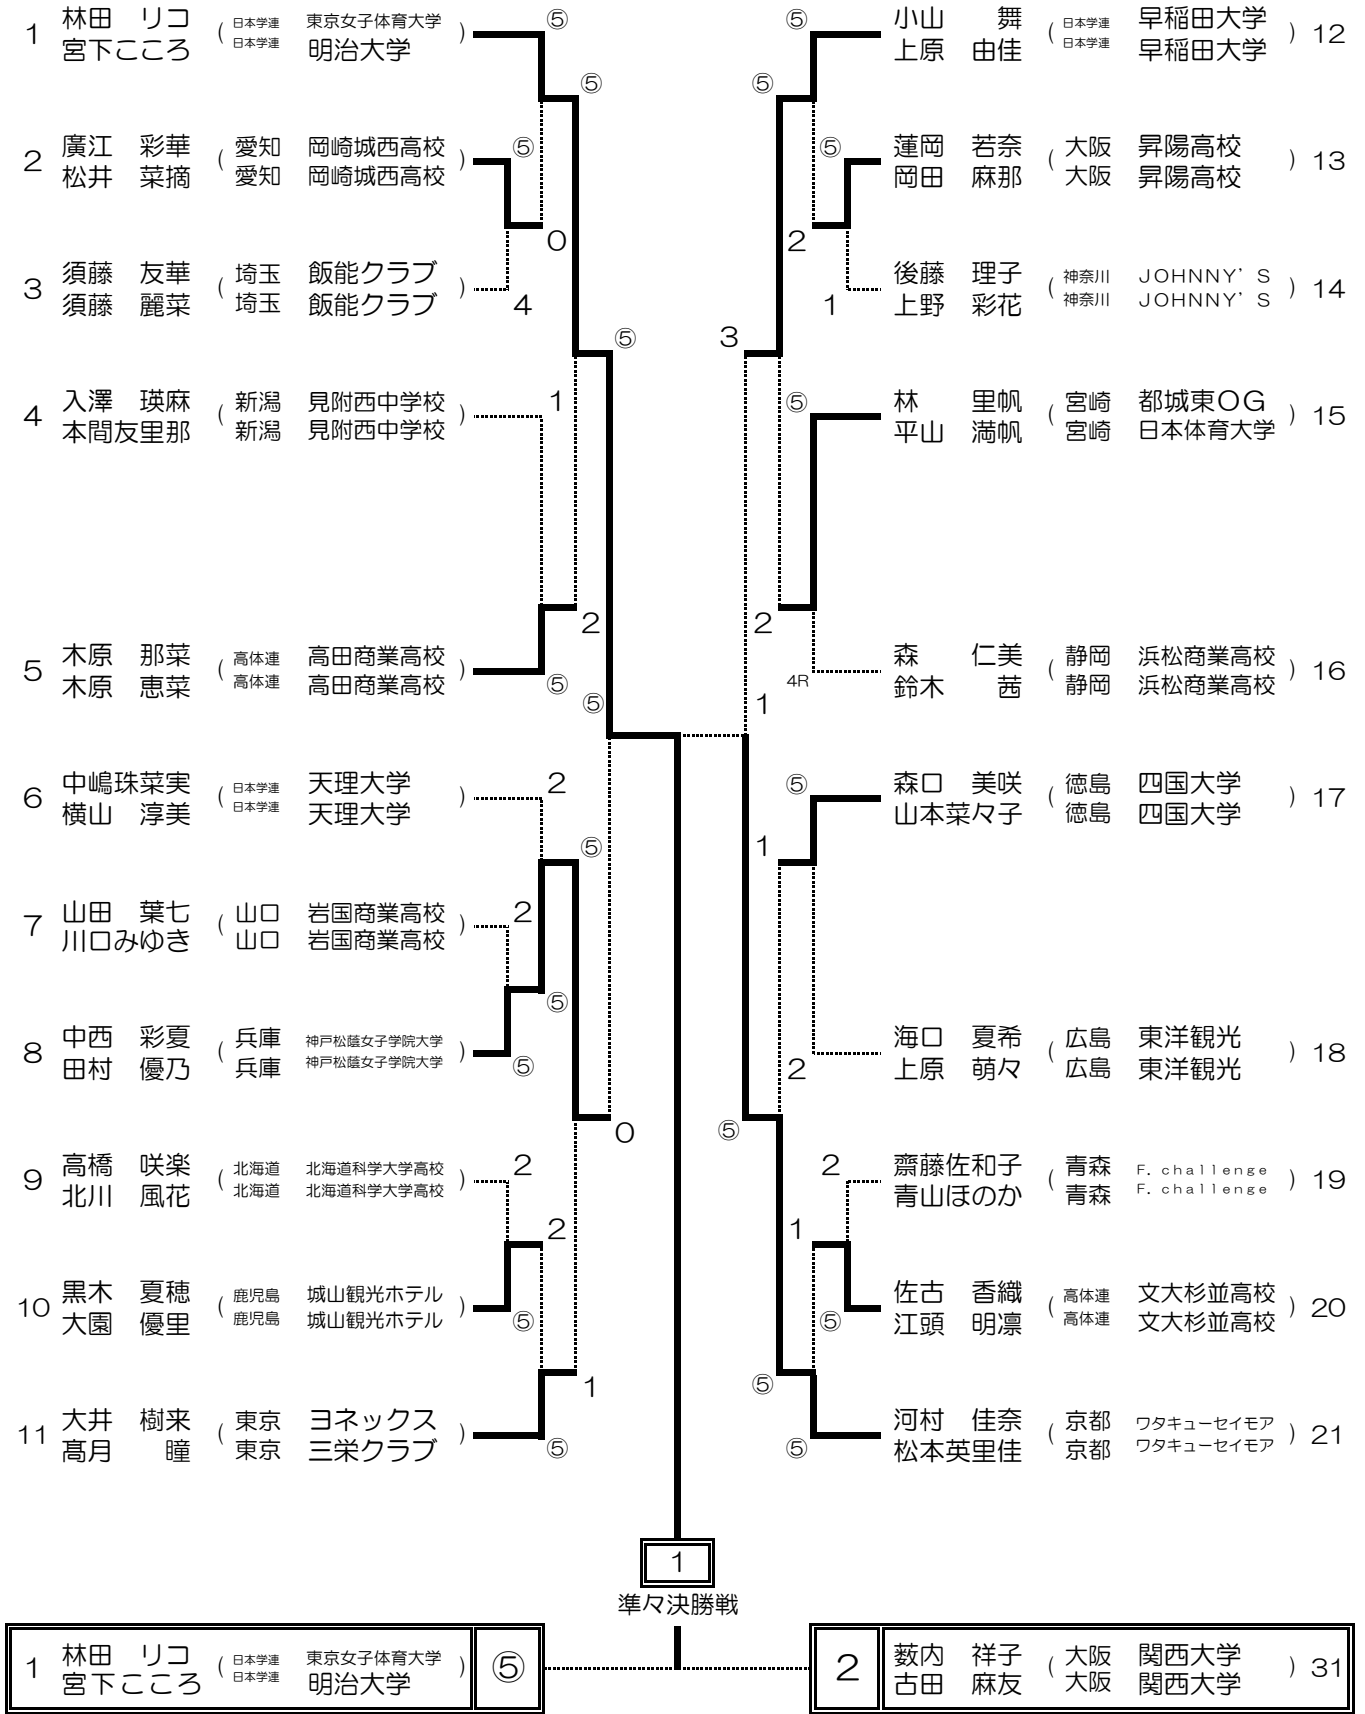 1 林田 リコ ( 日本学連 東京女子体育大学 ) ⑤
宮下こころ 日本学連 明治大学
⑤
2 廣江 彩華 ( 愛知 岡崎城西高校 ) ⑤
松井 菜摘 愛知 岡崎城西高校
0
3 須藤 友華 ( 埼玉 飯能クラブ ) 4
須藤 麗菜 埼玉 飯能クラブ
⑤
4 入澤 瑛麻 ( 新潟 見附西中学校 ) 1
本間友里那 新潟 見附西中学校
2
5 木原 那菜 ( 高体連 高田商業高校 ) ⑤
木原 恵菜 高体連 高田商業高校
⑤
6 中嶋珠菜実 ( 日本学連 天理大学 ) 2
横山 淳美 日本学連 天理大学
⑤
7 山田 葉七 ( 山口 岩国商業高校 ) 2
川口みゆき 山口 岩国商業高校
⑤
8 中西 彩夏 ( 兵庫 神戸松蔭女子学院大学 ) ⑤
田村 優乃 兵庫 神戸松蔭女子学院大学
0
9 高橋 咲楽 ( 北海道 北海道科学大学高校 ) 2
北川 風花 北海道 北海道科学大学高校
2
10 黒木 夏穂 ( 鹿児島 城山観光ホテル ) ⑤
大園 優里 鹿児島 城山観光ホテル
1
11 大井 樹来 ( 東京 ヨネックス ) ⑤
髙月 瞳 東京 三栄クラブ
⑤ 小山 舞 ( 日本学連 早稲田大学 ) 12
上原 由佳 日本学連 早稲田大学
⑤
⑤ 蓮岡 若奈 ( 大阪 昇陽高校 ) 13
岡田 麻那 大阪 昇陽高校
2
1 後藤 理子 ( 神奈川 JOHNNY'S ) 14
上野 彩花 神奈川 JOHNNY'S
3
⑤ 林 里帆 ( 宮崎 都城東OG ) 15
平山 満帆 宮崎 日本体育大学
2
4R 森 仁美 ( 静岡 浜松商業高校 ) 16
鈴木 茜 静岡 浜松商業高校
1
⑤ 森口 美咲 ( 徳島 四国大学 ) 17
山本菜々子 徳島 四国大学
1
2 海口 夏希 ( 広島 東洋観光 ) 18
上原 萌々 広島 東洋観光
⑤
2 齋藤佐和子 ( 青森 F. challenge ) 19
青山ほのか 青森 F. challenge
1
⑤ 佐古 香織 ( 高体連 文大杉並高校 ) 20
江頭 明凛 高体連 文大杉並高校
⑤
⑤ 河村 佳奈 ( 京都 ワタキューセイモア ) 21
松本英里佳 京都 ワタキューセイモア
1
準々決勝戦
1 林田 リコ ( 日本学連 東京女子体育大学 ) ⑤
宮下こころ 日本学連 明治大学
2 薮内 祥子 ( 大阪 関西大学 ) 31
古田 麻友 大阪 関西大学